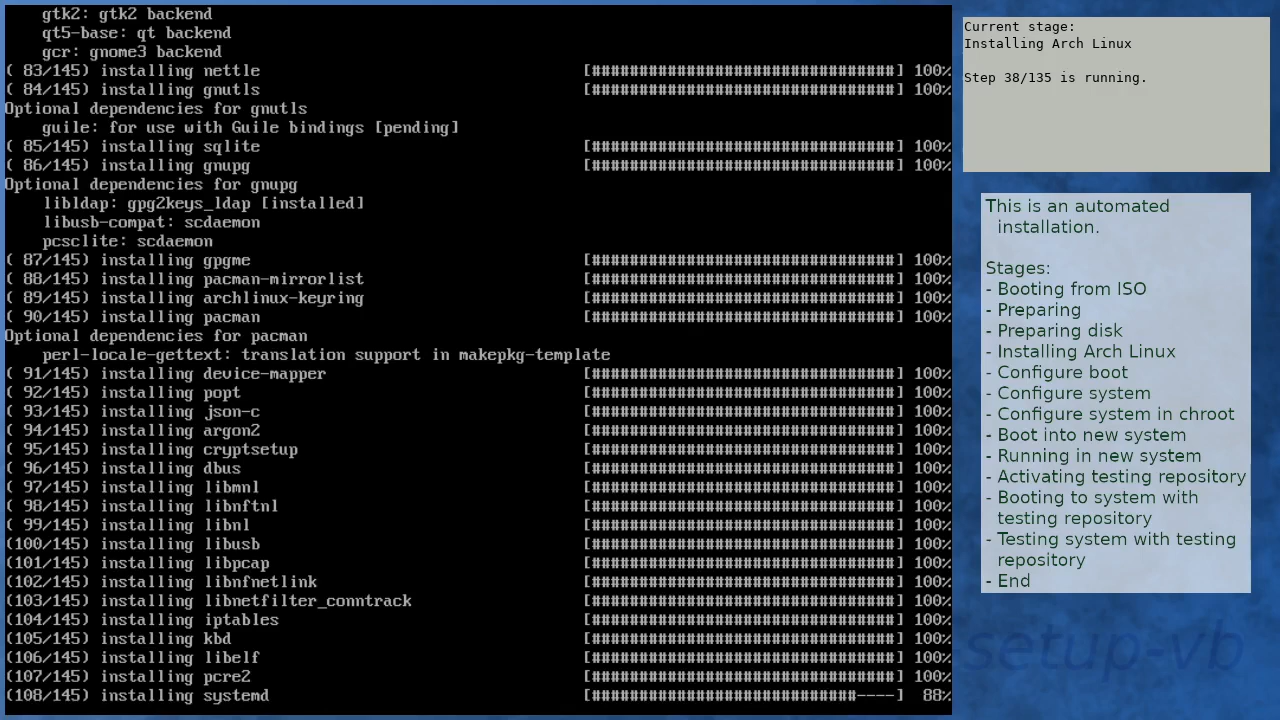 gtk2: gtk2 backend
qt5-base: qt backend
gcr: gnome3 backend
( 83/145) installing nettle [################################] 100%
( 84/145) installing gnutls [################################] 100%
Optional dependencies for gnutls
guile: for use with Guile bindings [pending]
( 85/145) installing sqlite [################################] 100%
( 86/145) installing gnupg [################################] 100%
Optional dependencies for gnupg
libldap: gpg2keys_ldap [installed]
libusb-compat: scdaemon
pcsclite: scdaemon
( 87/145) installing gpgme [################################] 100%
( 88/145) installing pacman-mirrorlist [################################] 100%
( 89/145) installing archlinux-keyring [################################] 100%
( 90/145) installing pacman [################################] 100%
Optional dependencies for pacman
perl-locale-gettext: translation support in makepkg-template
( 91/145) installing device-mapper [################################] 100%
( 92/145) installing popt [################################] 100%
( 93/145) installing json-c [################################] 100%
( 94/145) installing argon2 [################################] 100%
( 95/145) installing cryptsetup [################################] 100%
( 96/145) installing dbus [################################] 100%
( 97/145) installing libmnl [################################] 100%
( 98/145) installing libnftnl [################################] 100%
( 99/145) installing libnl [################################] 100%
(100/145) installing libusb [################################] 100%
(101/145) installing libpcap [################################] 100%
(102/145) installing libnfnetlink [################################] 100%
(103/145) installing libnetfilter_conntrack [################################] 100%
(104/145) installing iptables [################################] 100%
(105/145) installing kbd [################################] 100%
(106/145) installing libelf [################################] 100%
(107/145) installing pcre2 [################################] 100%
(108/145) installing systemd [############################----] 88%
Current stage:
Installing Arch Linux
Step 38/135 is running.
This is an automated
installation.
Stages:
- Booting from ISO
- Preparing
- Preparing disk
- Installing Arch Linux
- Configure boot
- Configure system
- Configure system in chroot
- Boot into new system
- Running in new system
- Activating testing repository
- Booting to system with
testing repository
- Testing system with testing
repository
- End
setup-vb